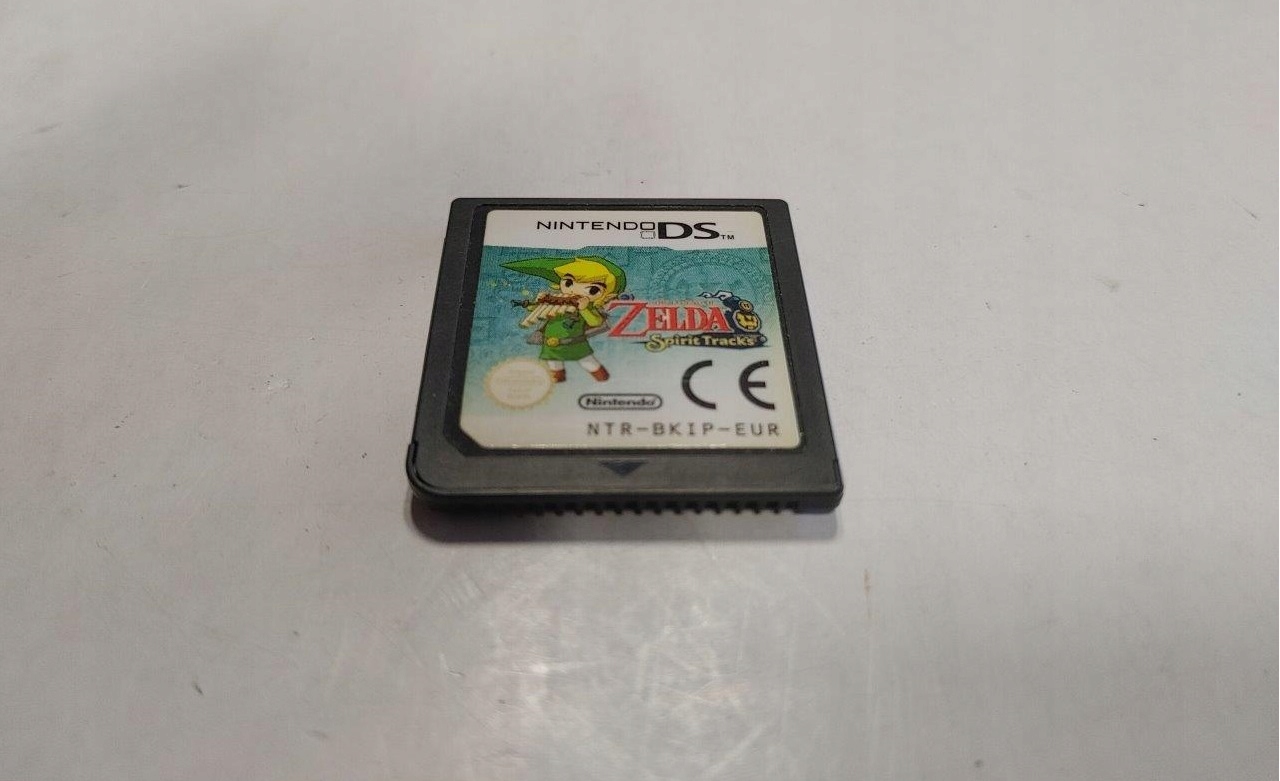 NINTENDO DS™
ZELDA
Spirit Tracks
CE
Nintendo
NTR-BKIP-EUR